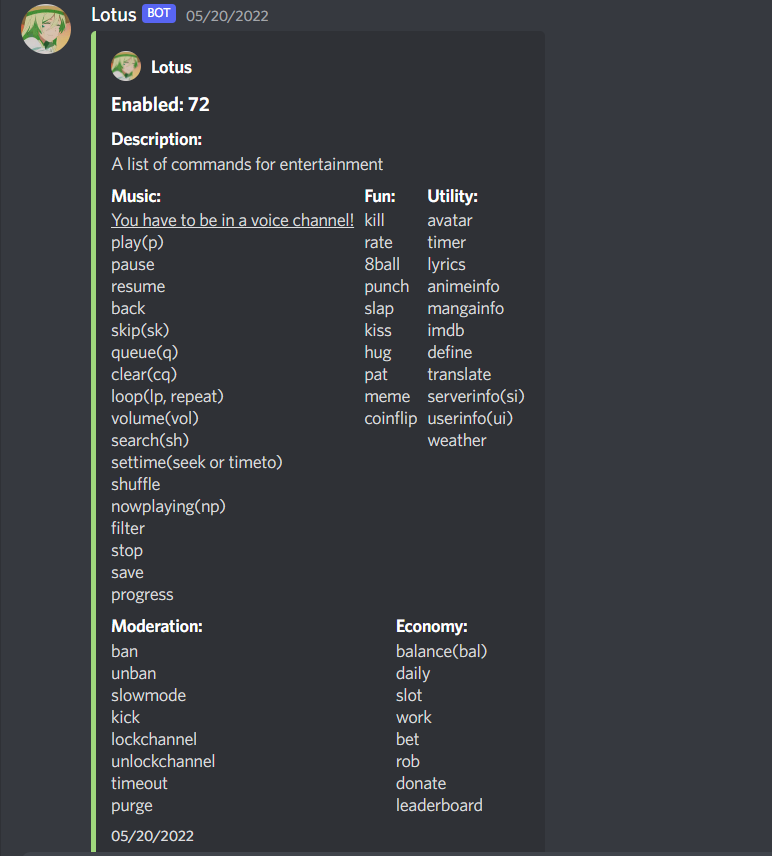 Lotus BOT 05/20/2022
Lotus
Enabled: 72
Description:
A list of commands for entertainment
Music:
You have to be in a voice channel!
play(p)
pause
resume
back
skip(sk)
queue(q)
clear(cq)
loop(lp, repeat)
volume(vol)
search(sh)
settime(seek or timeto)
shuffle
nowplaying(np)
filter
stop
save
progress
Fun:
kill
rate
8ball
punch
slap
kiss
hug
pat
meme
coinflip
Utility:
avatar
timer
lyrics
animeinfo
mangainfo
imdb
define
translate
serverinfo(si)
userinfo(ui)
weather
Moderation:
ban
unban
slowmode
kick
lockchannel
unlockchannel
timeout
purge
Economy:
balance(bal)
daily
slot
work
bet
rob
donate
leaderboard
05/20/2022